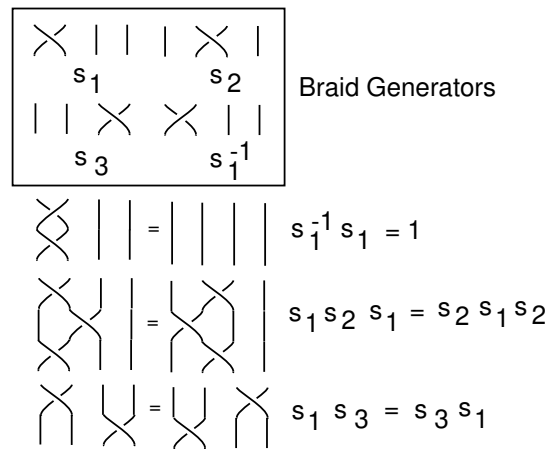 s₁ s₂
Braid Generators
s₃ s₁⁻¹
= s₁⁻¹ s₁ = 1
= s₁ s₂ s₁ = s₂ s₁ s₂
= s₁ s₃ = s₃ s₁